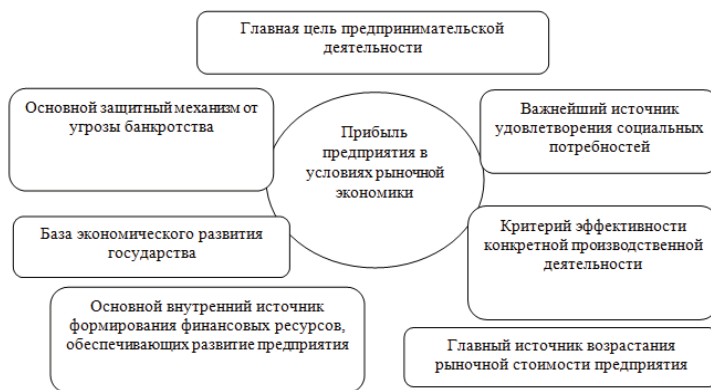 Главная цель предпринимательской
деятельности
Основной защитный механизм от
угрозы банкротства
Прибыль
предприятия в
условиях рыночной
экономики
Важнейший источник
удовлетворения социальных
потребностей
База экономического развития
государства
Критерий эффективности
конкретной производственной
деятельности
Основной внутренний источник
формирования финансовых ресурсов,
обеспечивающих развитие предприятия
Главный источник возрастания
рыночной стоимости предприятия